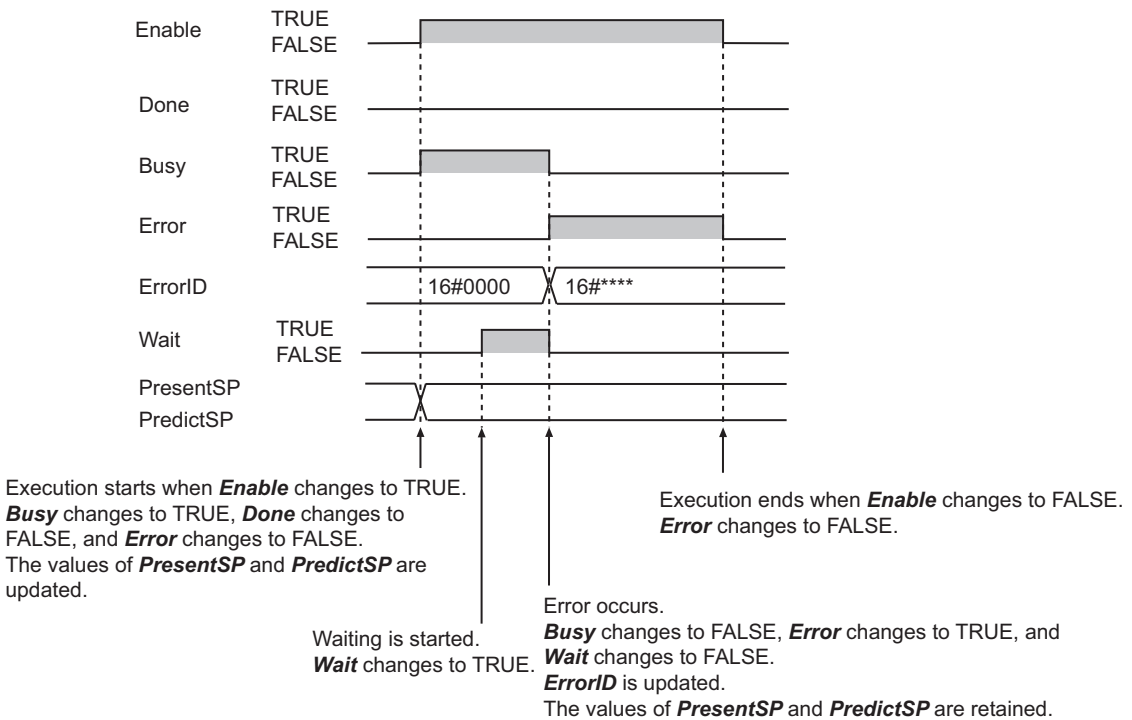 Enable TRUE
FALSE
Done TRUE
FALSE
Busy TRUE
FALSE
Error TRUE
FALSE
ErrorID 16#0000 16#****
Wait TRUE
FALSE
PresentSP
PredictSP
Execution starts when Enable changes to TRUE.
Busy changes to TRUE, Done changes to
FALSE, and Error changes to FALSE.
The values of PresentSP and PredictSP are
updated.
Waiting is started.
Wait changes to TRUE.
Error occurs.
Busy changes to FALSE, Error changes to TRUE, and
Wait changes to FALSE.
ErrorID is updated.
The values of PresentSP and PredictSP are retained.
Execution ends when Enable changes to FALSE.
Error changes to FALSE.